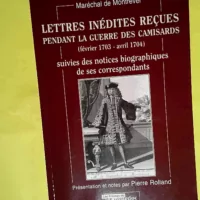 Maréchal de Montrevel
LETTRES INÉDITES REÇUES
PENDANT LA GUERRE DES CAMISARDS
(février 1703 - avril 1704)
suivies des notices biographiques
de ses correspondants
Présentation et notes par Pierre Rolland